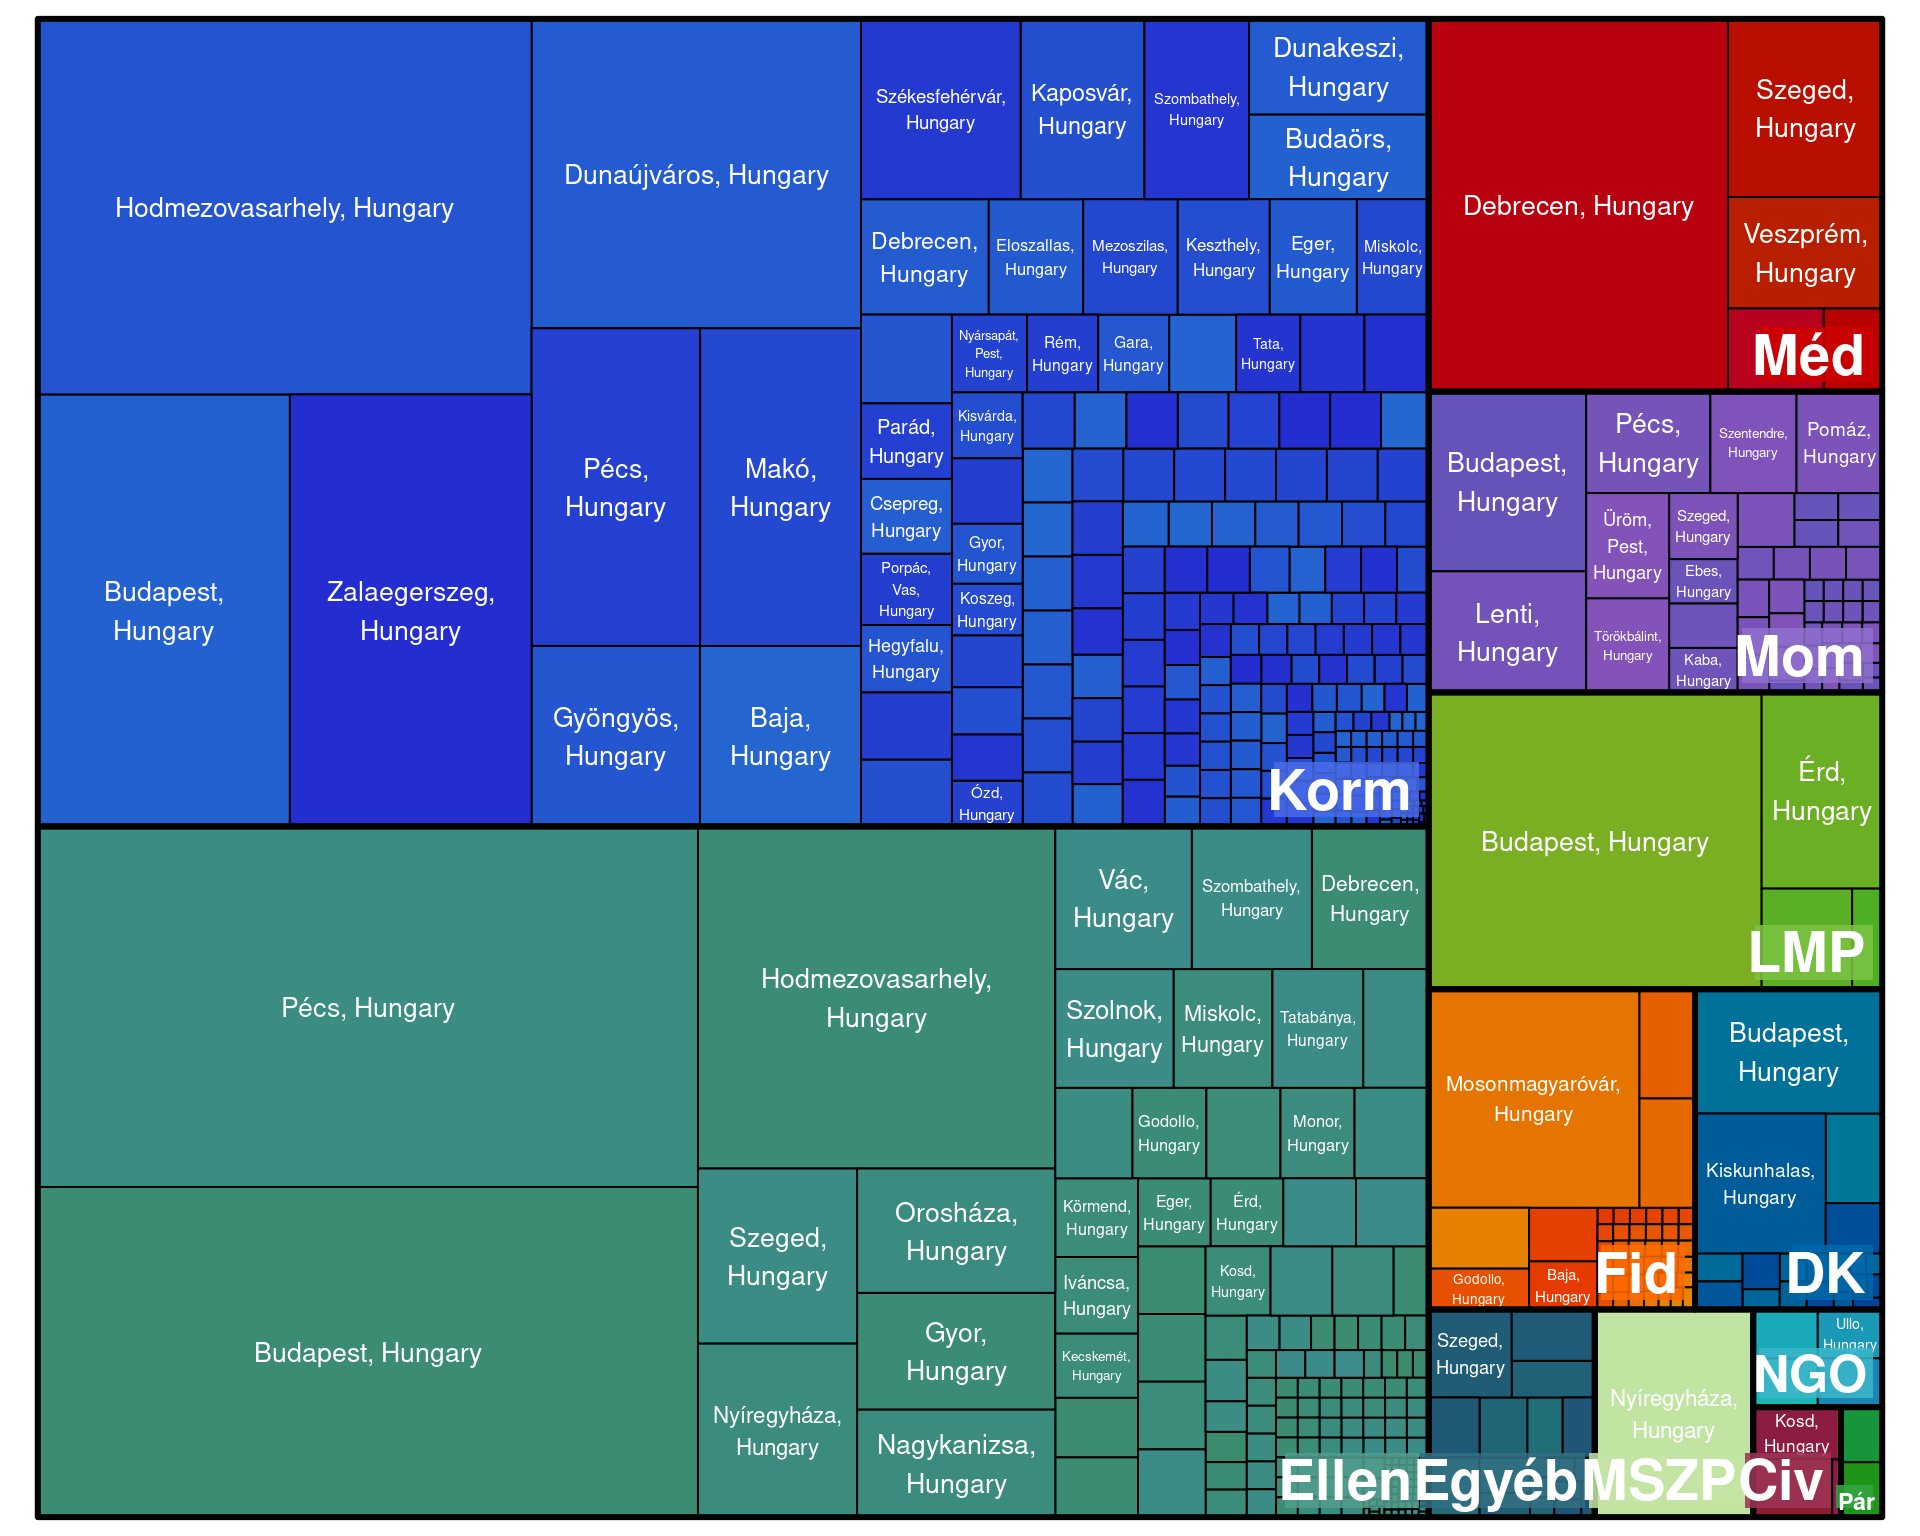 Hodmezovasarhely, Hungary
Dunaújváros, Hungary
Székesfehérvár,
Hungary
Kaposvár,
Hungary
Szombathely,
Hungary
Dunakeszi,
Hungary
Budaörs,
Hungary
Debrecen,
Hungary
Eloszallas,
Hungary
Mezoszilas,
Hungary
Keszthely,
Hungary
Eger,
Hungary
Miskolc,
Hungary
Nyársapát,
Pest,
Hungary
Rém,
Hungary
Gara,
Hungary
Tata,
Hungary
Budapest,
Hungary
Zalaegerszeg,
Hungary
Pécs,
Hungary
Makó,
Hungary
Gyöngyös,
Hungary
Baja,
Hungary
Parád,
Hungary
Csepreg,
Hungary
Porpác,
Vas,
Hungary
Hegyfalu,
Hungary
Kisvárda,
Hungary
Gyor,
Hungary
Koszeg,
Hungary
Ózd,
Hungary
Korm
Debrecen, Hungary
Szeged,
Hungary
Veszprém,
Hungary
Méd
Budapest,
Hungary
Lenti,
Hungary
Pécs,
Hungary
Szentendre,
Hungary
Pomáz,
Hungary
Üröm,
Pest,
Hungary
Törökbálint,
Hungary
Szeged,
Hungary
Ebes,
Hungary
Kaba,
Hungary
Mom
Budapest, Hungary
Érd,
Hungary
LMP
Pécs, Hungary
Budapest, Hungary
Hodmezovasarhely,
Hungary
Szeged,
Hungary
Nyíregyháza,
Hungary
Orosháza,
Hungary
Gyor,
Hungary
Nagykanizsa,
Hungary
Vác,
Hungary
Szombathely,
Hungary
Debrecen,
Hungary
Szolnok,
Hungary
Miskolc,
Hungary
Tatabánya,
Hungary
Godollo,
Hungary
Monor,
Hungary
Körmend,
Hungary
Eger,
Hungary
Érd,
Hungary
Iváncsa,
Hungary
Kosd,
Hungary
Kecskemét,
Hungary
Ellen
Mosonmagyaróvár,
Hungary
Godollo,
Hungary
Baja,
Hungary
Fid
Budapest,
Hungary
Kiskunhalas,
Hungary
DK
Szeged,
Hungary
Egyéb
Nyíregyháza,
Hungary
MSZP
Ullo,
Hungary
NGO
Kosd,
Hungary
Civ
Pár